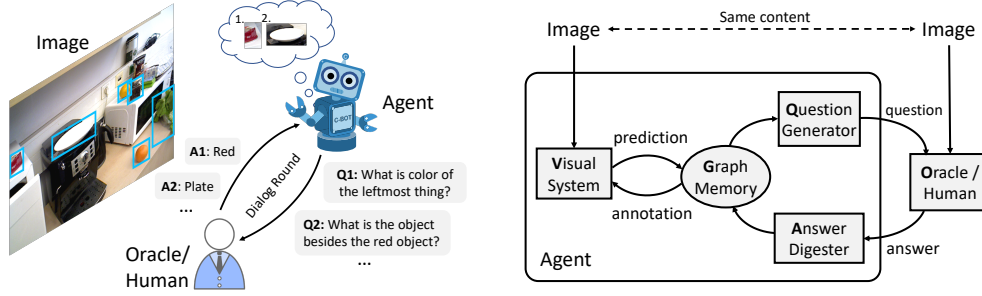 Image
1. 2.
C-BOT
Agent
A1: Red
A2: Plate
...
Dialog Round
Q1: What is color
of the leftmost thing?
Q2: What is the object
besides the red object?
...
Oracle/
Human
Image
Same content
Image
Visual
System
prediction
annotation
Graph
Memory
Question
Generator
question
Oracle /
Human
Answer
Digester
answer
Agent